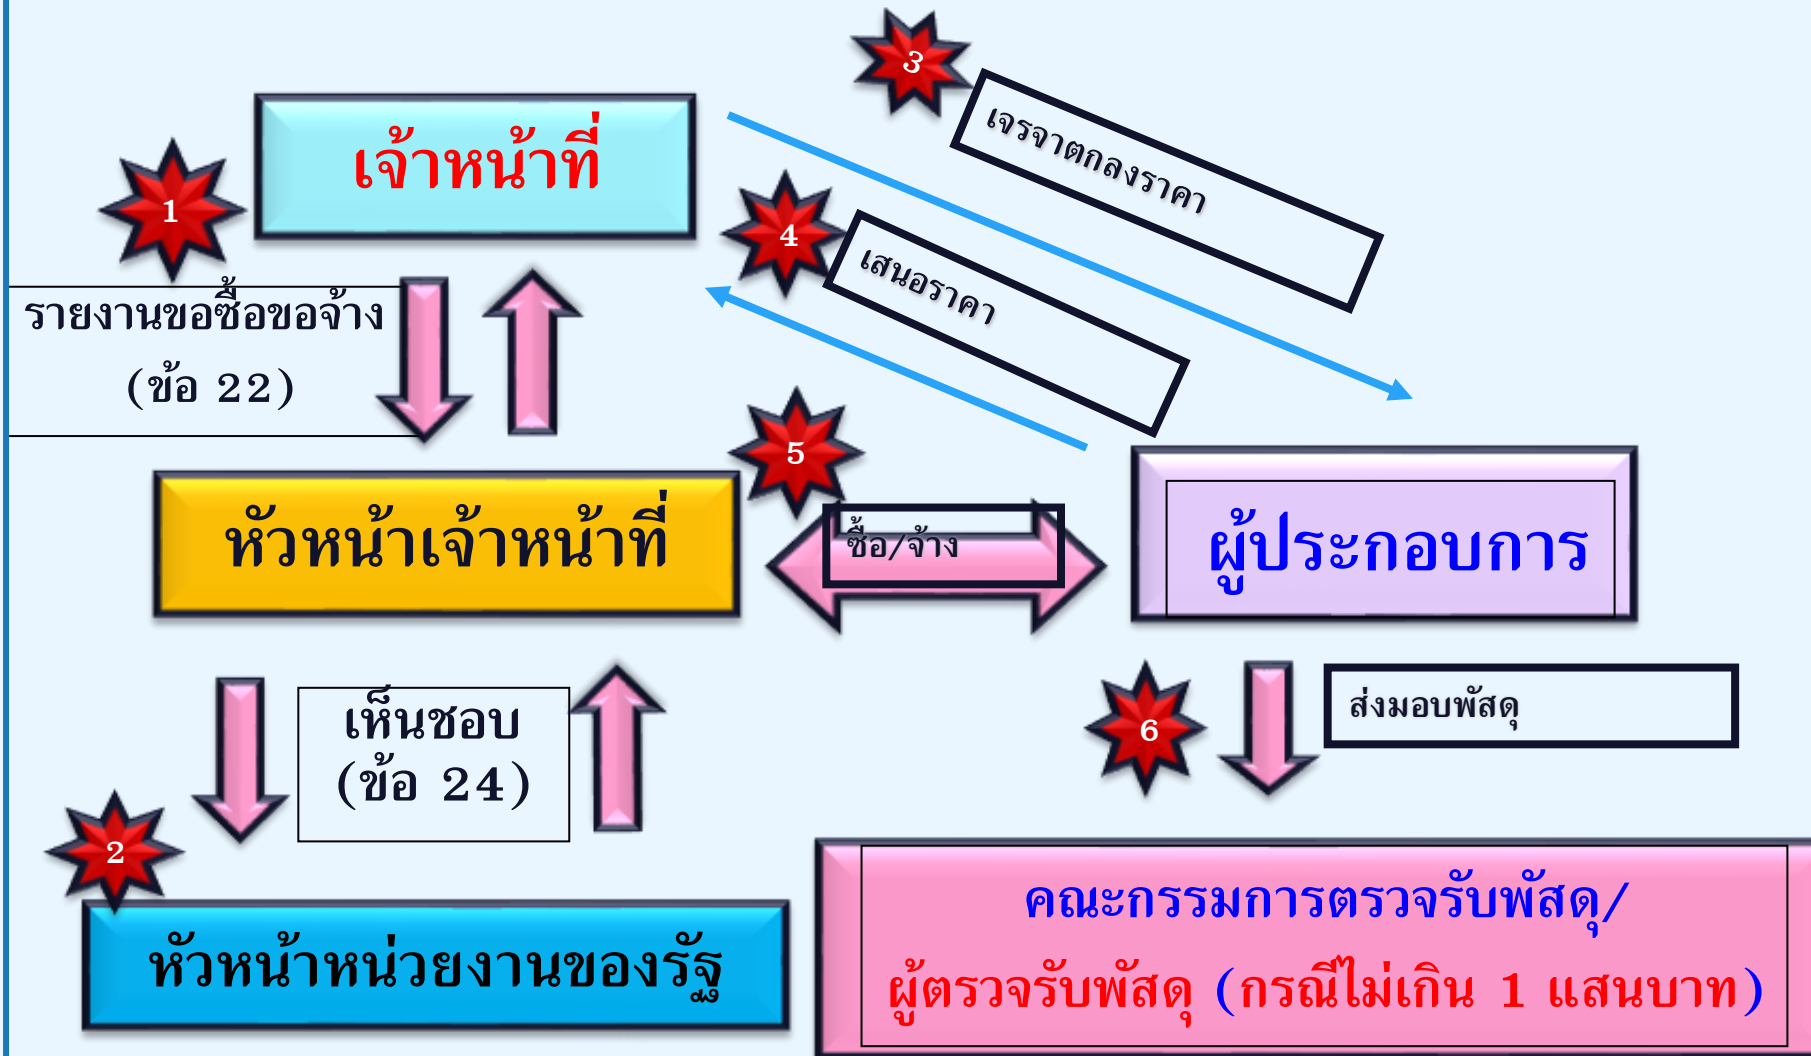 3
เจรจาตกลงราคา
เจ้าหน้าที่
1
4
เสนอราคา
รายงานขอซื้อขอจ้าง
(ข้อ 22)
5
หัวหน้าเจ้าหน้าที่
ซื้อ/จ้าง
ผู้ประกอบการ
เห็นชอบ
(ข้อ 24)
6
ส่งมอบพัสดุ
2
หัวหน้าหน่วยงานของรัฐ
คณะกรรมการตรวจรับพัสดุ/
ผู้ตรวจรับพัสดุ (กรณีไม่เกิน 1 แสนบาท)